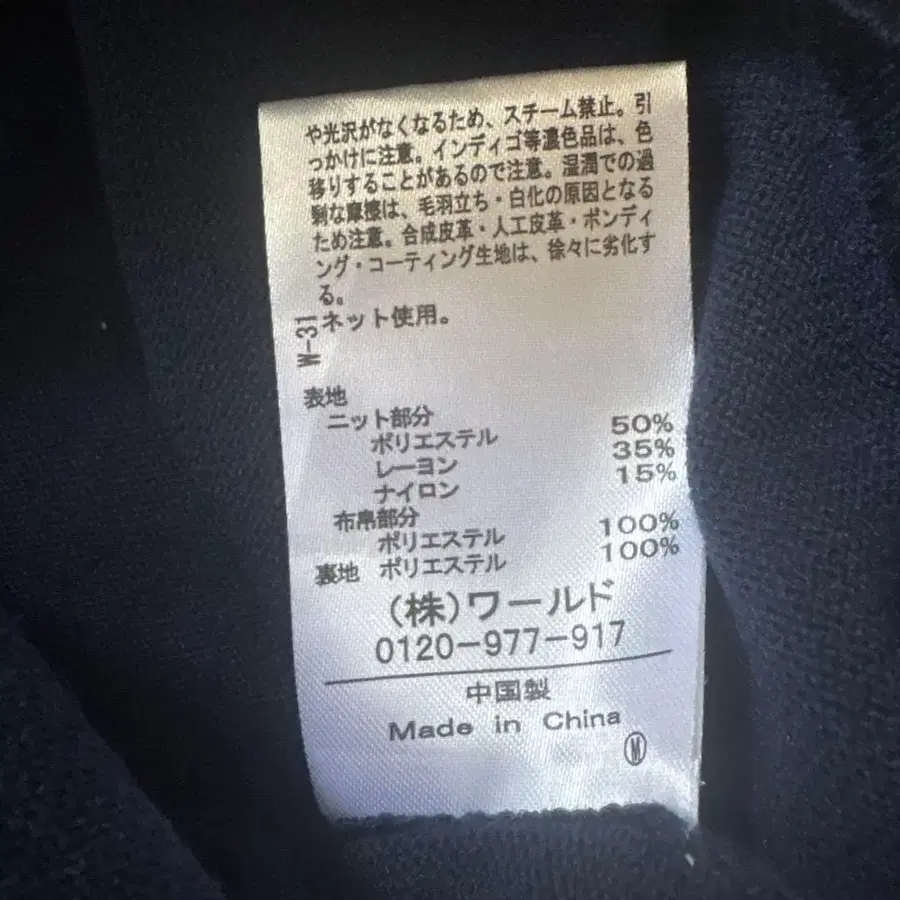 や光沢がなくなるため、スチーム禁止。引
っかけに注意。インディゴ等濃色品は、色
移りすることがあるので注意。湿潤での過
剰な摩擦は、毛羽立ち・白化の原因となる
ため注意。合成皮革・人工皮革・ボンディ
ング・コーティング生地は、徐々に劣化す
る。
ネット使用。
W-31
表地
ニット部分
ポリエステル 50%
レーヨン 35%
ナイロン 15%
布帛部分
ポリエステル 100%
裏地 ポリエステル 100%
(株)ワールド
0120-977-917
中国製
Made in China
M